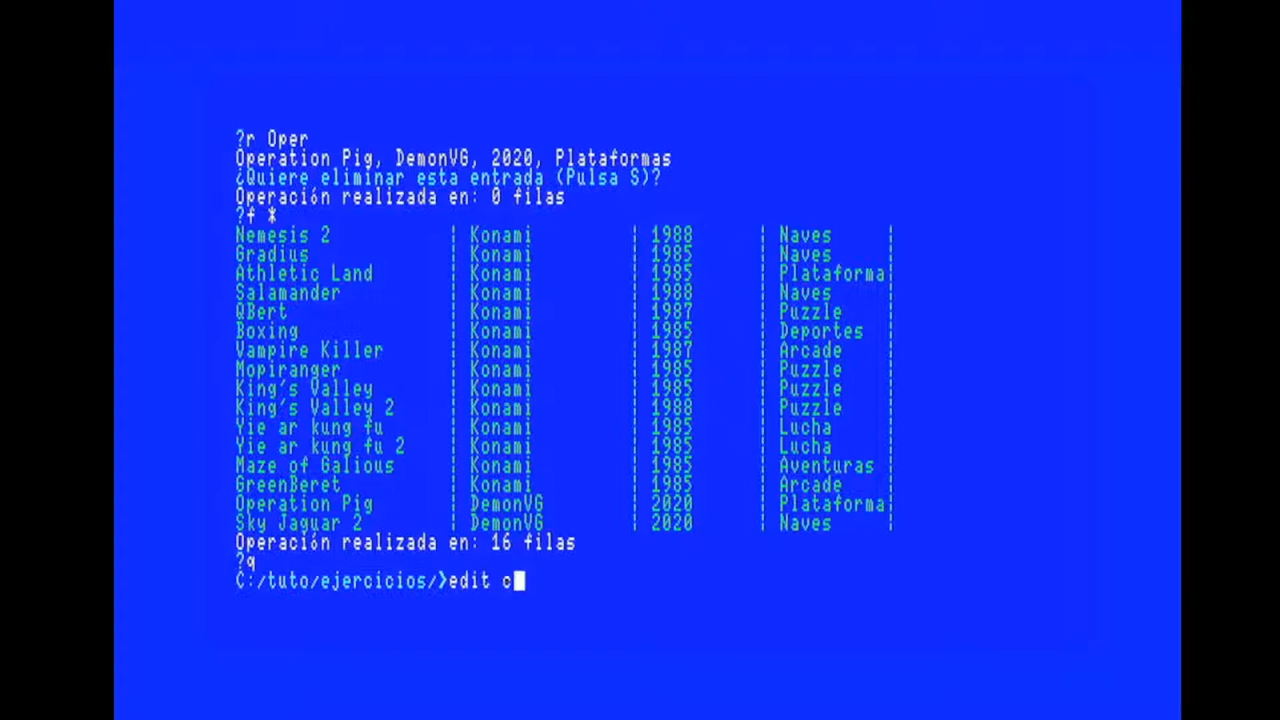 ?r Oper
Operation Pig, DemonVG, 2020, Plataformas
¿Quiere eliminar esta entrada (Pulsa S)?
Operación realizada en: 0 filas
?f *
Nemesis 2 | Konami | 1988 | Naves |
Gradius | Konami | 1985 | Naves |
Athletic Land | Konami | 1985 | Plataforma|
Salamander | Konami | 1988 | Naves |
QBert | Konami | 1987 | Puzzle |
Boxing | Konami | 1985 | Deportes |
Vampire Killer | Konami | 1987 | Arcade |
Mopiranger | Konami | 1985 | Puzzle |
King's Valley | Konami | 1985 | Puzzle |
King's Valley 2 | Konami | 1988 | Puzzle |
Yie ar kung fu | Konami | 1985 | Lucha |
Yie ar kung fu 2 | Konami | 1985 | Lucha |
Maze of Galious | Konami | 1985 | Aventuras |
GreenBeret | Konami | 1985 | Arcade |
Operation Pig | DemonVG | 2020 | Plataforma|
Sky Jaguar 2 | DemonVG | 2020 | Naves |
Operación realizada en: 16 filas
?q
C:/tuto/ejercicios/>edit c